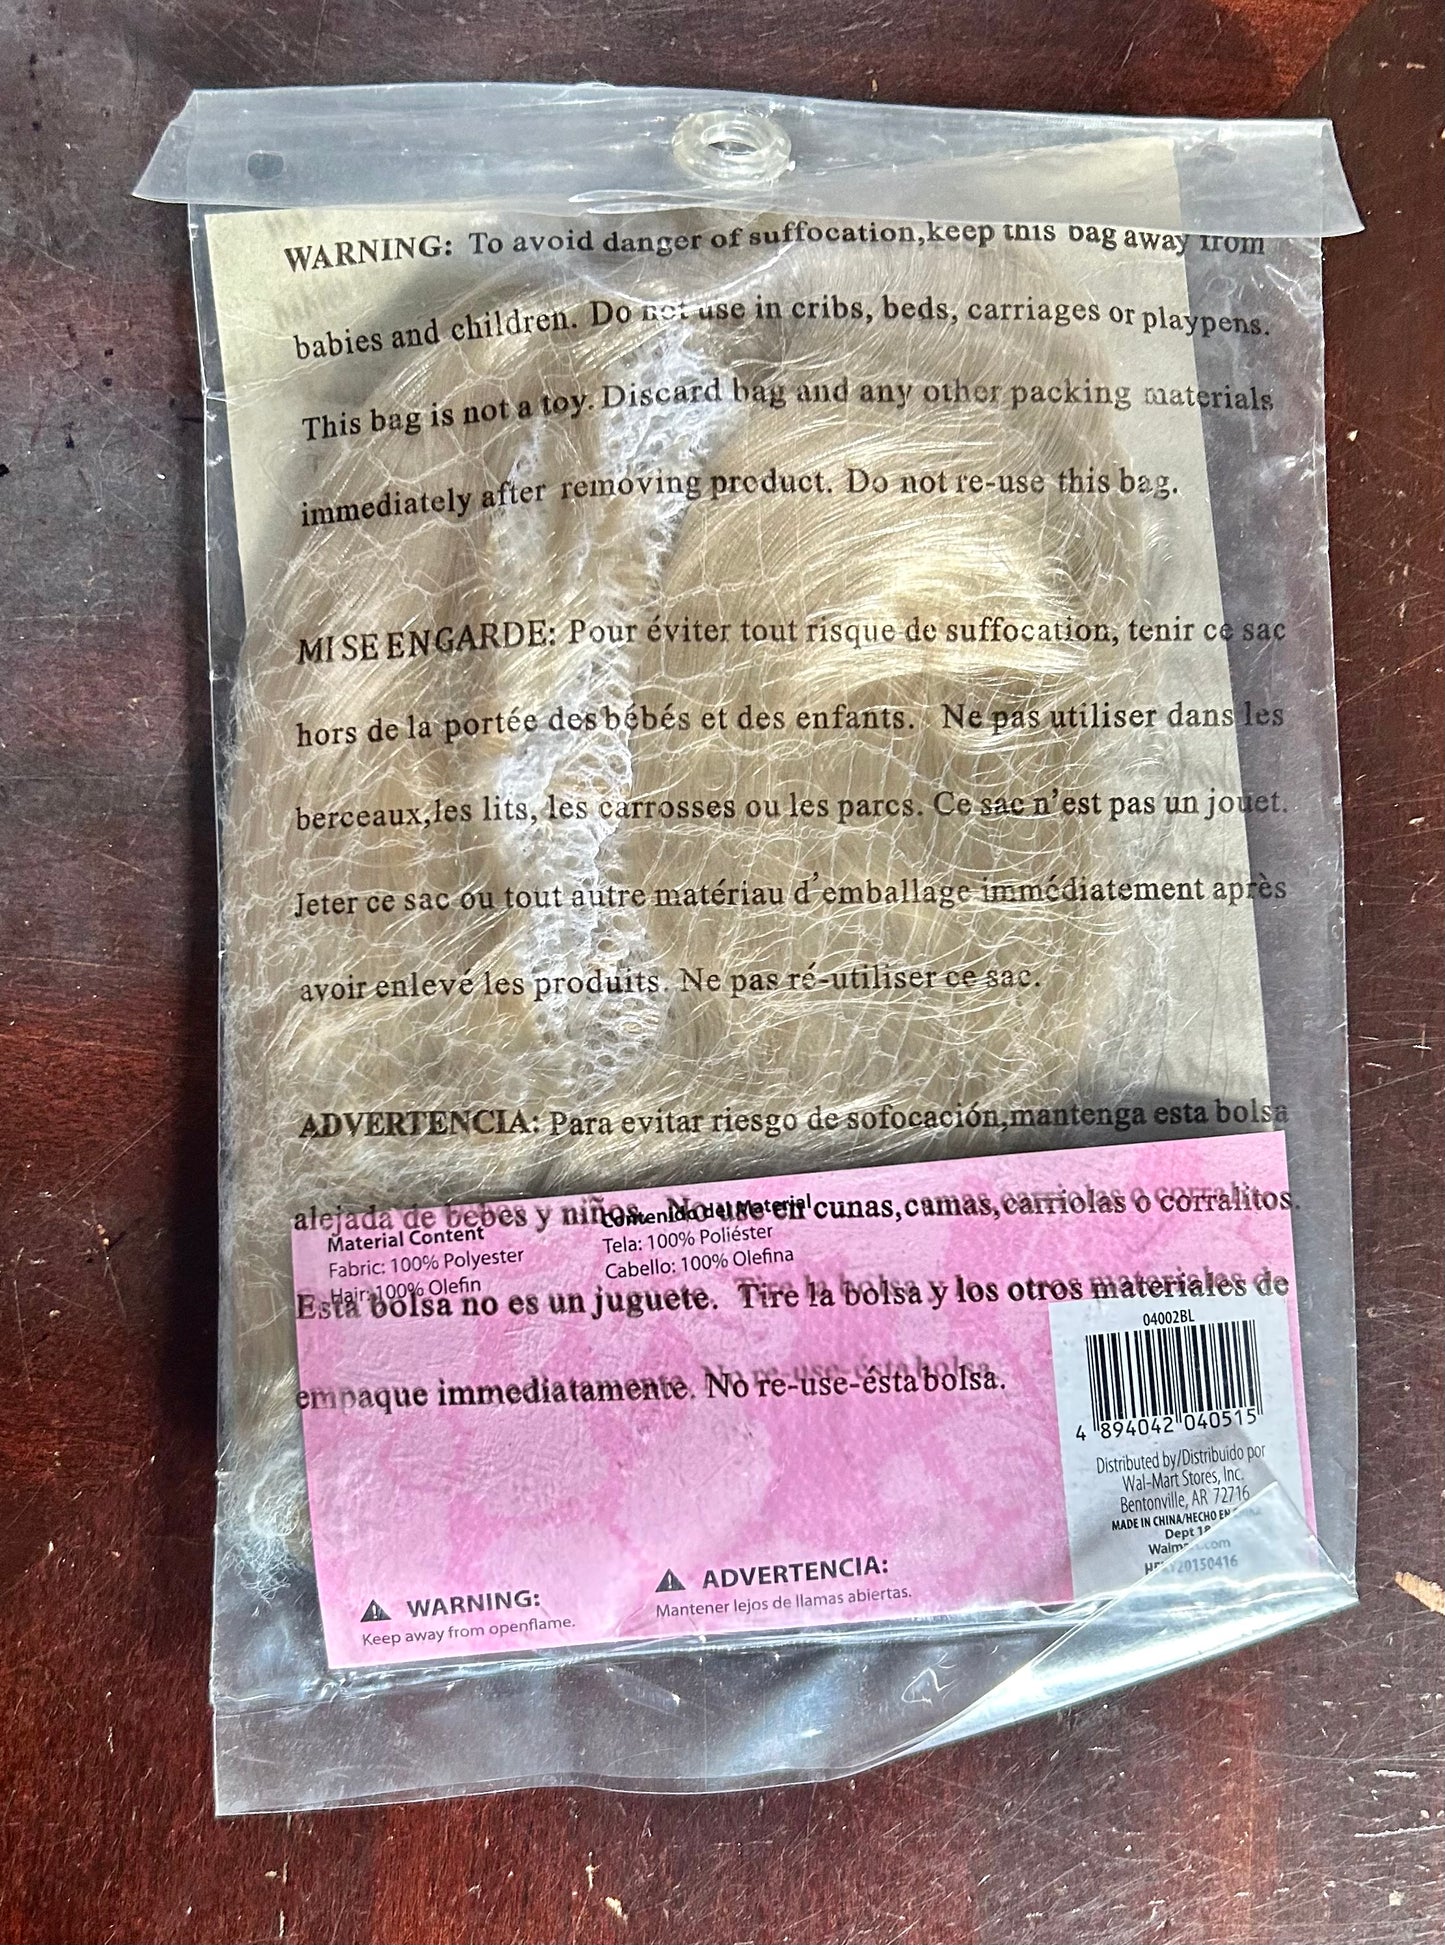 WARNING: To avoid danger of suffocation,keep this bag away from
babies and children. Do not use in cribs, beds, carriages or playpens.
This bag is not a toy. Discard bag and any other packing materials
immediately after removing product. Do not re-use this bag.
MISE EN GARDE: Pour éviter tout risque de suffocation, tenir ce sac
hors de la portée des bébés et des enfants. Ne pas utiliser dans les
berceaux,les lits, les carrosses ou les parcs. Ce sac n'est pas un jouet.
Jeter ce sac ou tout autre matériau d'emballage immédiatement après
avoir enlevé les produits. Ne pas ré-utiliser ce sac.
ADVERTENCIA: Para evitar riesgo de sofocación,mantenga esta bolsa
alejada de bebes y niños. No use en cunas,camas,carriolas o corralitos.
Esta bolsa no es un juguete. Tire la bolsa y los otros materiales de
empaque immediatamente. No re-use-ésta bolsa.
Material Content
Fabric: 100% Polyester
Hair: 100% Olefin
Contenido del Material
Tela: 100% Poliéster
Cabello: 100% Olefina
04002BL
4 894042 040515
Distributed by/Distribuido por
Wal-Mart Stores, Inc.
Bentonville, AR 72716
MADE IN CHINA/HECHO EN
Dept 18
20150416
WARNING:
Keep away from openflame.
ADVERTENCIA:
Mantener lejos de llamas abiertas.